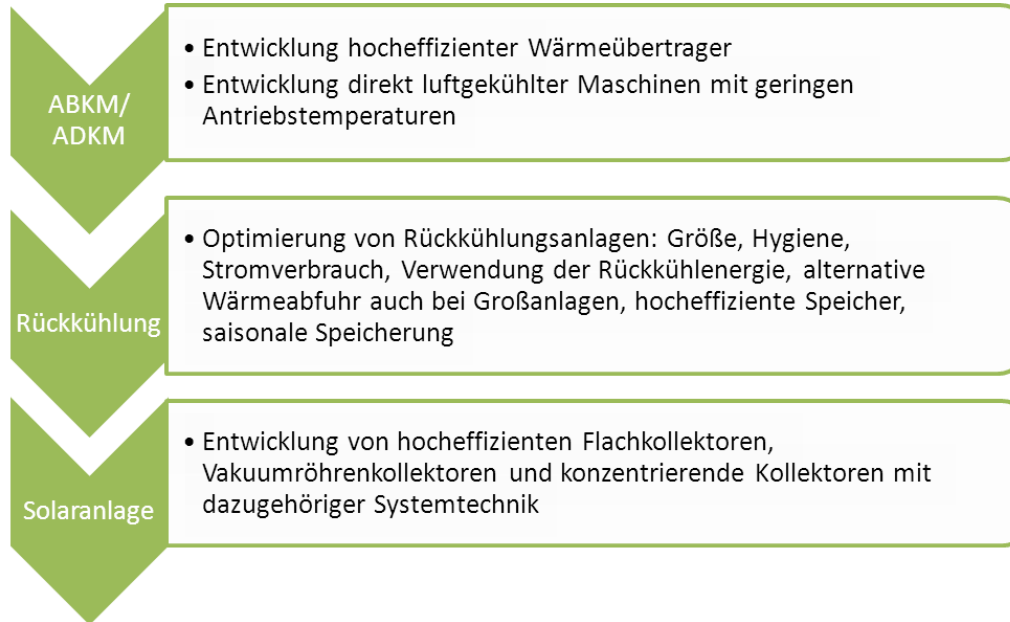 ABKM/
ADKM
• Entwicklung hocheffizienter Wärmeübertrager
• Entwicklung direkt luftgekühlter Maschinen mit geringen
Antriebstemperaturen
Rückkühlung
• Optimierung von Rückkühlungsanlagen: Größe, Hygiene,
Stromverbrauch, Verwendung der Rückkühlenergie, alternative
Wärmeabfuhr auch bei Großanlagen, hocheffiziente Speicher,
saisonale Speicherung
Solaranlage
• Entwicklung von hocheffizienten Flachkollektoren,
Vakuumröhrenkollektoren und konzentrierende Kollektoren mit
dazugehöriger Systemtechnik